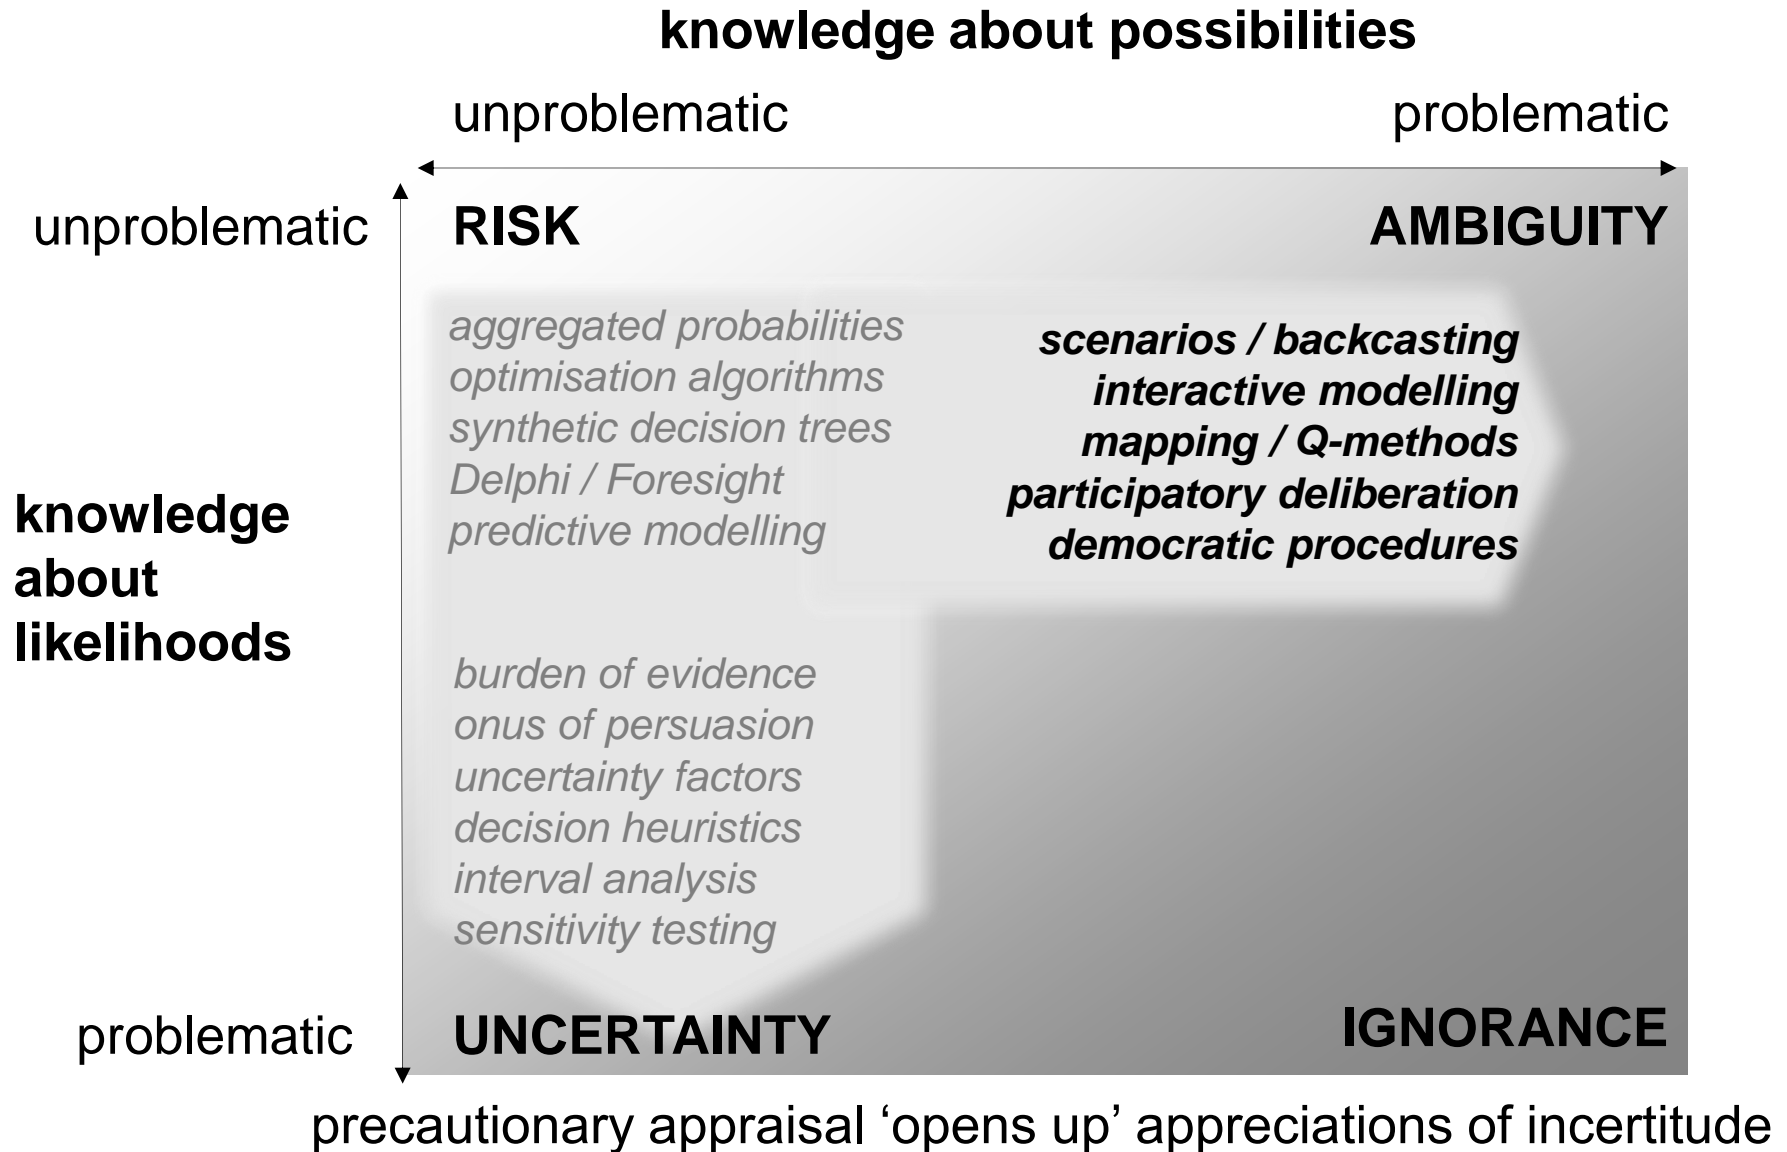 knowledge about possibilities
unproblematic problematic
unproblematic RISK AMBIGUITY
aggregated probabilities
optimisation algorithms
synthetic decision trees
Delphi / Foresight
predictive modelling
scenarios / backcasting
interactive modelling
mapping / Q-methods
participatory deliberation
democratic procedures
knowledge
about
likelihoods
burden of evidence
onus of persuasion
uncertainty factors
decision heuristics
interval analysis
sensitivity testing
problematic UNCERTAINTY IGNORANCE
precautionary appraisal ‘opens up’ appreciations of incertitude